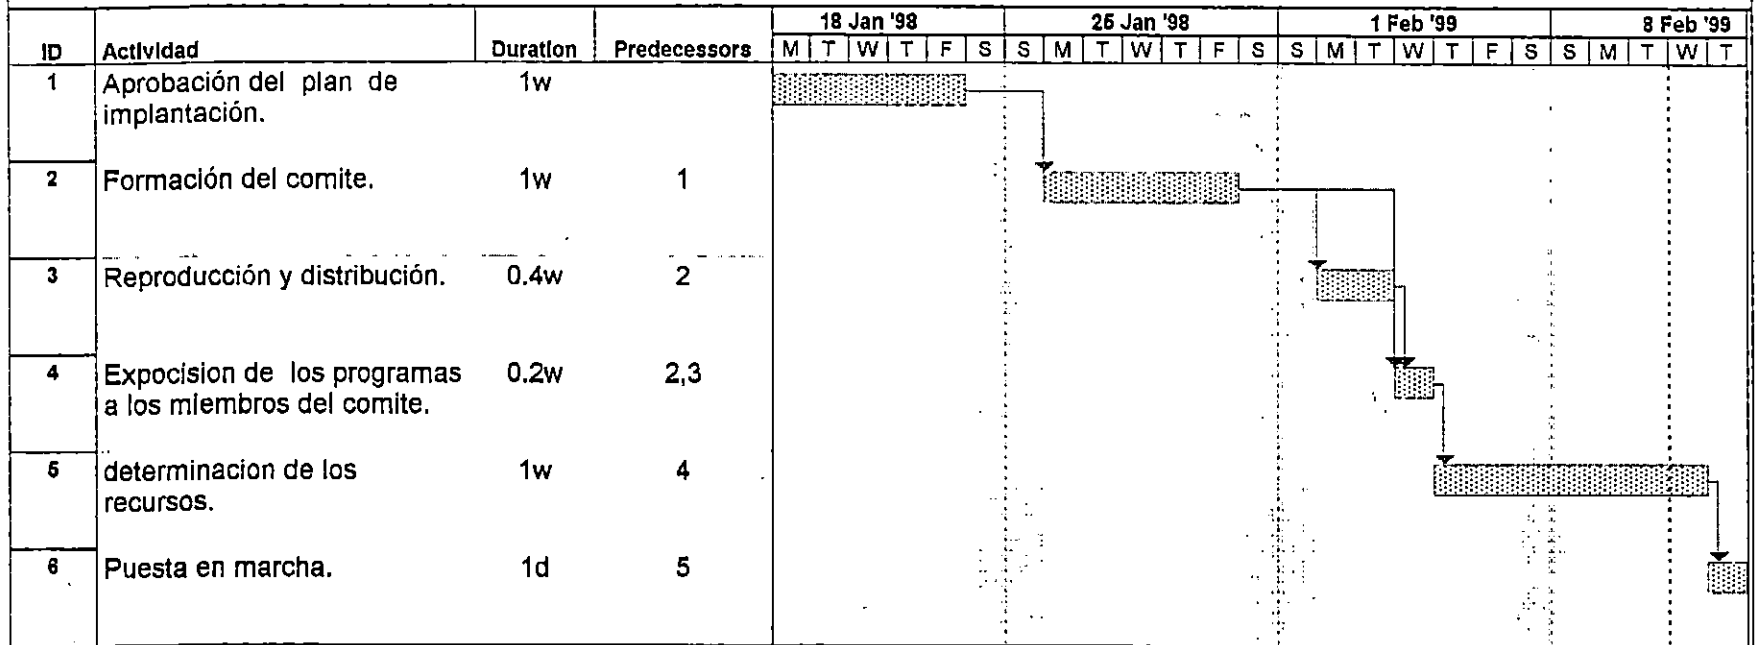 18 Jan '98 25 Jan '98 1 Feb '99 8 Feb '99
ID Actividad Duration Predecessors M T W T F S S M T W T F S S M T W T F S S M T W T
1 Aprobación del plan de 1w
implantación.
2 Formación del comite. 1w 1
3 Reproducción y distribución. 0.4w 2
4 Expocision de los programas 0.2w 2,3
a los miembros del comite.
5 determinacion de los 1w 4
recursos.
6 Puesta en marcha. 1d 5